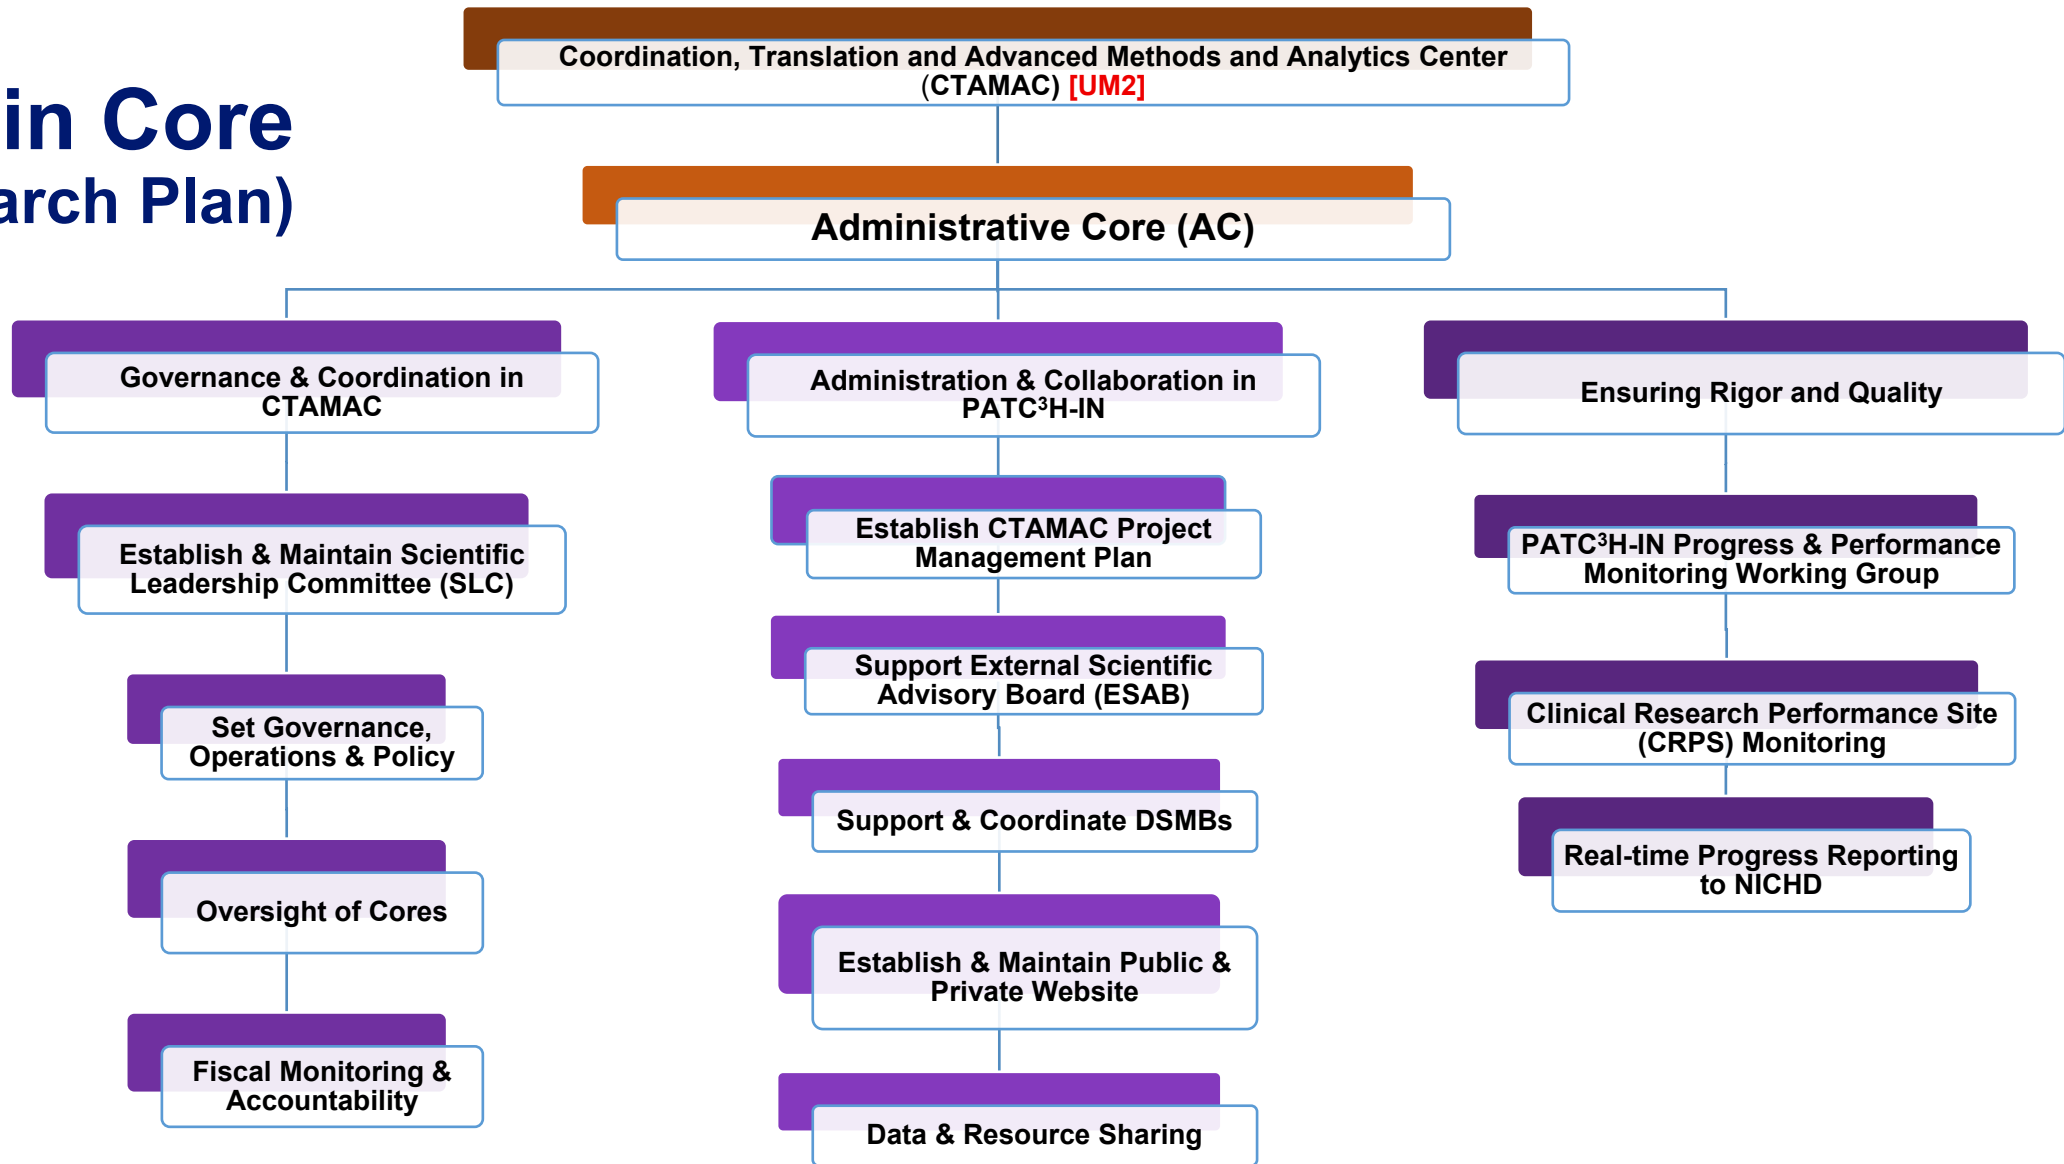 in Core
arch Plan)
Coordination, Translation and Advanced Methods and Analytics Center
(CTAMAC) [UM2]
Administrative Core (AC)
Governance & Coordination in
CTAMAC
Establish & Maintain Scientific
Leadership Committee (SLC)
Set Governance,
Operations & Policy
Oversight of Cores
Fiscal Monitoring &
Accountability
Administration & Collaboration in
PATC³H-IN
Establish CTAMAC Project
Management Plan
Support External Scientific
Advisory Board (ESAB)
Support & Coordinate DSMBs
Establish & Maintain Public &
Private Website
Data & Resource Sharing
Ensuring Rigor and Quality
PATC³H-IN Progress & Performance
Monitoring Working Group
Clinical Research Performance Site
(CRPS) Monitoring
Real-time Progress Reporting
to NICHD